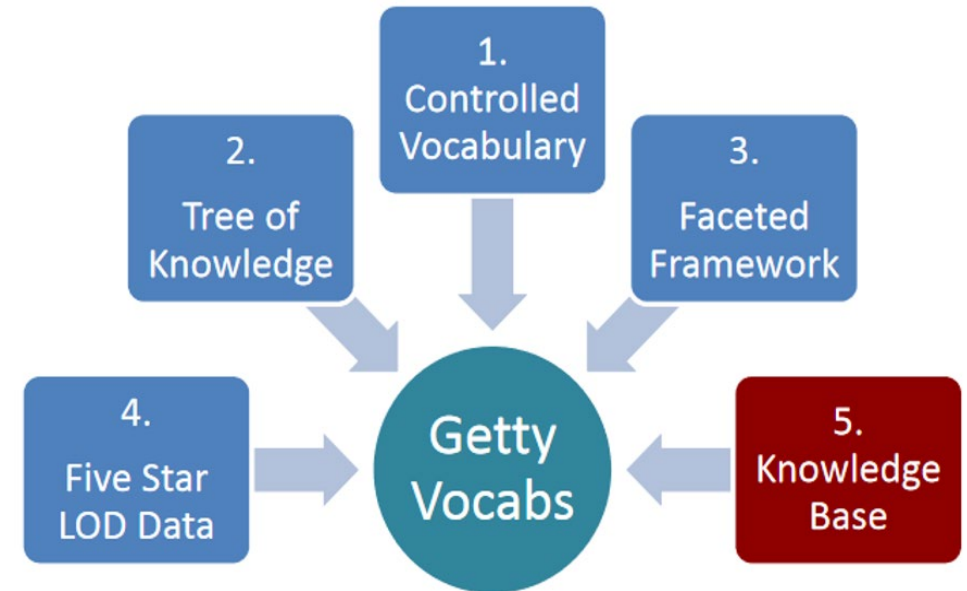 1.
Controlled
Vocabulary
2.
Tree of
Knowledge
3.
Faceted
Framework
4.
Five Star
LOD Data
5.
Knowledge
Base
Getty
Vocabs